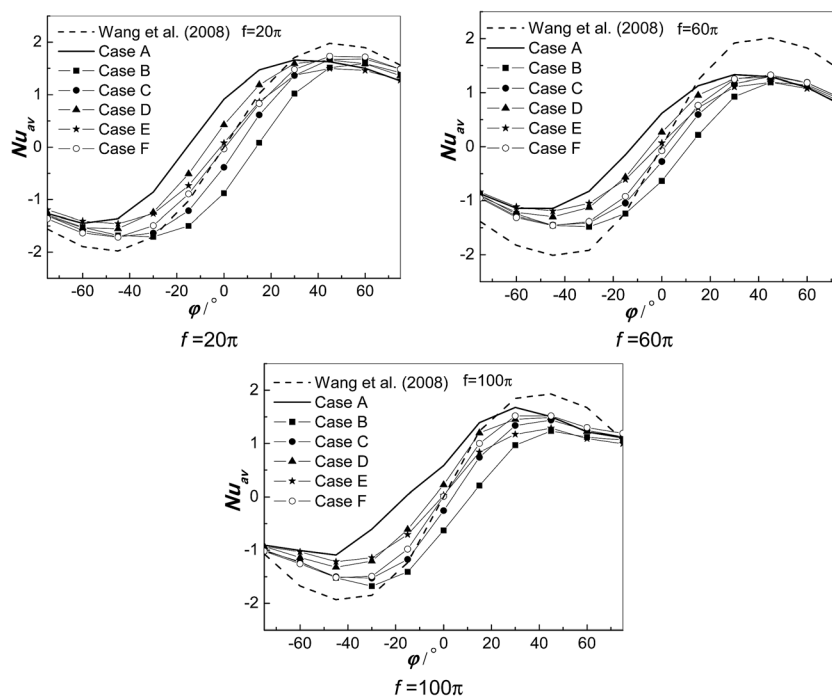 Wang et al. (2008) f=20π
Case A
Case B
Case C
Case D
Case E
Case F
2
1
0
-1
-2
Nu_av
-60 -40 -20 0 20 40 60
φ/°
f =20π
Wang et al. (2008) f=60π
Case A
Case B
Case C
Case D
Case E
Case F
2
1
0
-1
-2
Nu_av
-60 -40 -20 0 20 40 60
φ/°
f =60π
Wang et al. (2008) f=100π
Case A
Case B
Case C
Case D
Case E
Case F
2
1
0
-1
-2
Nu_av
-60 -40 -20 0 20 40 60
φ/°
f =100π